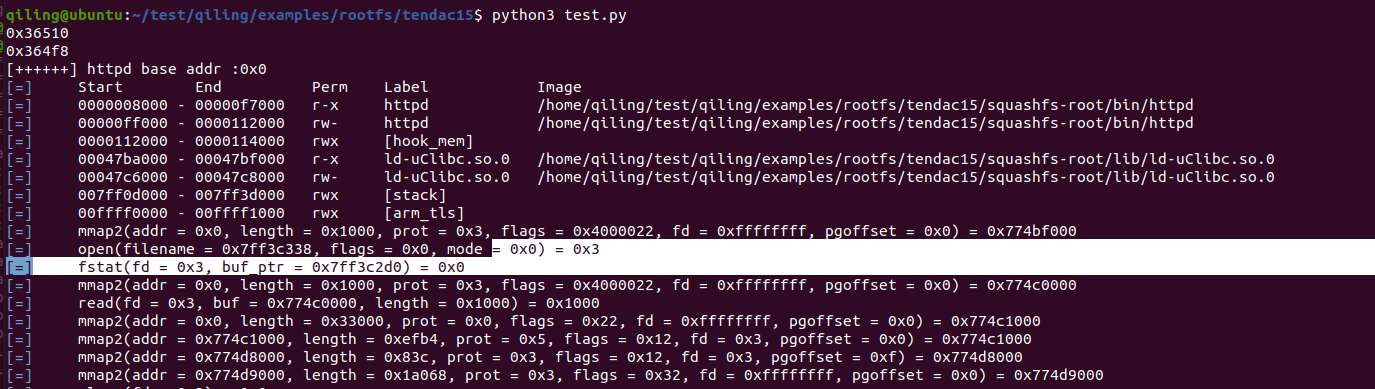 qiling@ubuntu:~/test/qiling/examples/rootfs/tendac15$ python3 test.py
0x36510
0x364f8
[++++++] httpd base addr :0x0
[=] Start End Perm Label Image
[=] 0000008000 - 00000f7000 r-x httpd /home/qiling/test/qiling/examples/rootfs/tendac15/squashfs-root/bin/httpd
[=] 00000ff000 - 0000112000 rw- httpd /home/qiling/test/qiling/examples/rootfs/tendac15/squashfs-root/bin/httpd
[=] 0000112000 - 0000114000 rwx [hook_mem]
[=] 00047ba000 - 00047bf000 r-x ld-uClibc.so.0 /home/qiling/test/qiling/examples/rootfs/tendac15/squashfs-root/lib/ld-uClibc.so.0
[=] 00047c6000 - 00047c8000 rw- ld-uClibc.so.0 /home/qiling/test/qiling/examples/rootfs/tendac15/squashfs-root/lib/ld-uClibc.so.0
[=] 007ff0d000 - 007ff3d000 rwx [stack]
[=] 00ffff0000 - 00ffff1000 rwx [arm_tls]
[=] mmap2(addr = 0x0, length = 0x1000, prot = 0x3, flags = 0x4000022, fd = 0xffffffff, pgoffset = 0x0) = 0x774bf000
[=] open(filename = 0x7ff3c338, flags = 0x0, mode = 0x0) = 0x3
[=] fstat(fd = 0x3, buf_ptr = 0x7ff3c2d0) = 0x0
[=] mmap2(addr = 0x0, length = 0x1000, prot = 0x3, flags = 0x4000022, fd = 0xffffffff, pgoffset = 0x0) = 0x774c0000
[=] read(fd = 0x3, buf = 0x774c0000, length = 0x1000) = 0x1000
[=] mmap2(addr = 0x0, length = 0x33000, prot = 0x0, flags = 0x22, fd = 0xffffffff, pgoffset = 0x0) = 0x774c1000
[=] mmap2(addr = 0x774c1000, length = 0xefb4, prot = 0x5, flags = 0x12, fd = 0x3, pgoffset = 0x0) = 0x774c1000
[=] mmap2(addr = 0x774d8000, length = 0x83c, prot = 0x3, flags = 0x12, fd = 0x3, pgoffset = 0xf) = 0x774d8000
[=] mmap2(addr = 0x774d9000, length = 0x1a068, prot = 0x3, flags = 0x32, fd = 0xffffffff, pgoffset = 0x0) = 0x774d9000